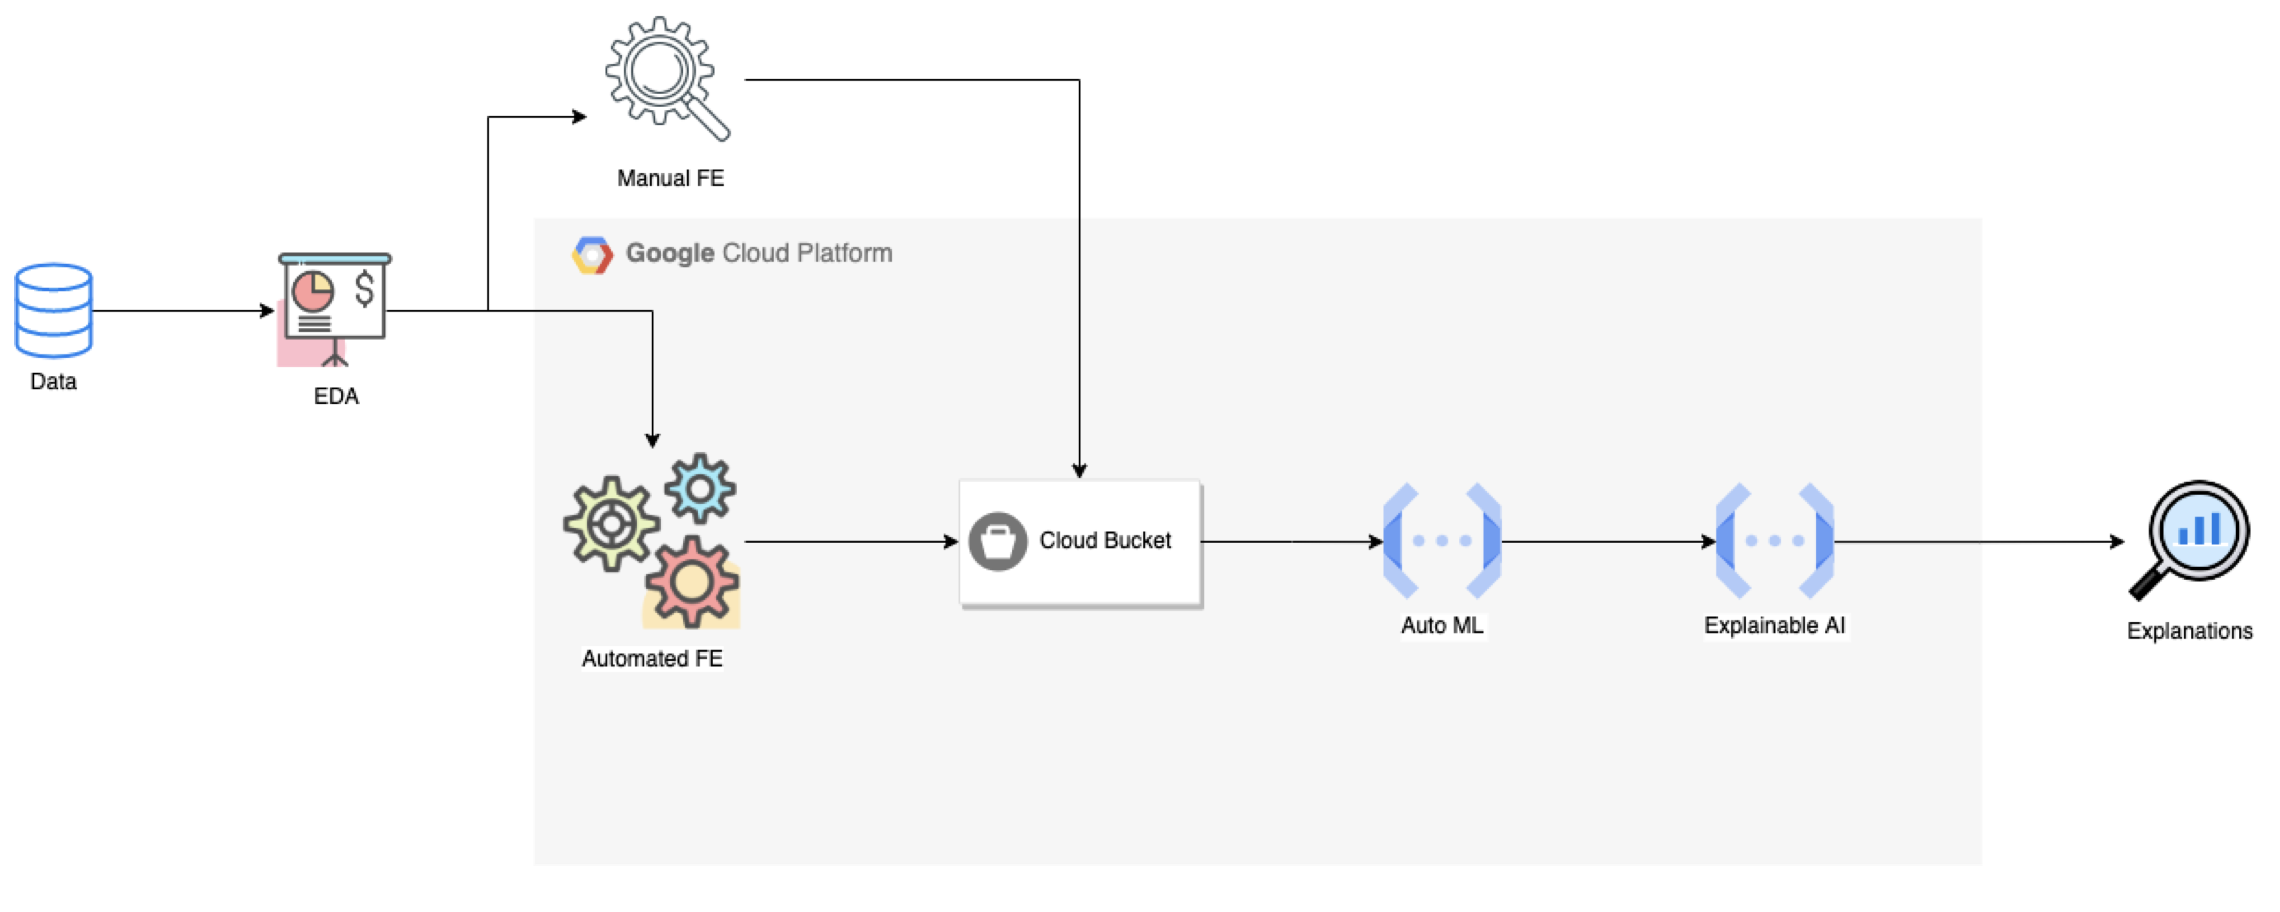 Manual FE
Google Cloud Platform
$
Data
EDA
Cloud Bucket
Auto ML
Explainable AI
Explanations
Automated FE